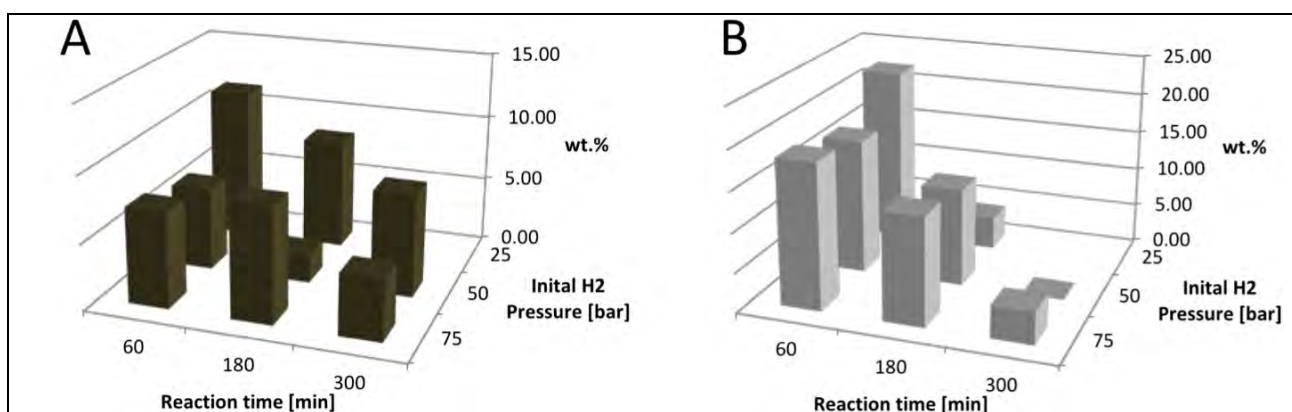 A
15.00
10.00
wt.%
5.00
0.00
25
50
Inital H2
Pressure [bar]
75
60
180
300
Reaction time [min]
B
25.00
20.00
15.00
wt.%
10.00
5.00
0.00
25
50
Inital H2
Pressure [bar]
75
60
180
300
Reaction time [min]